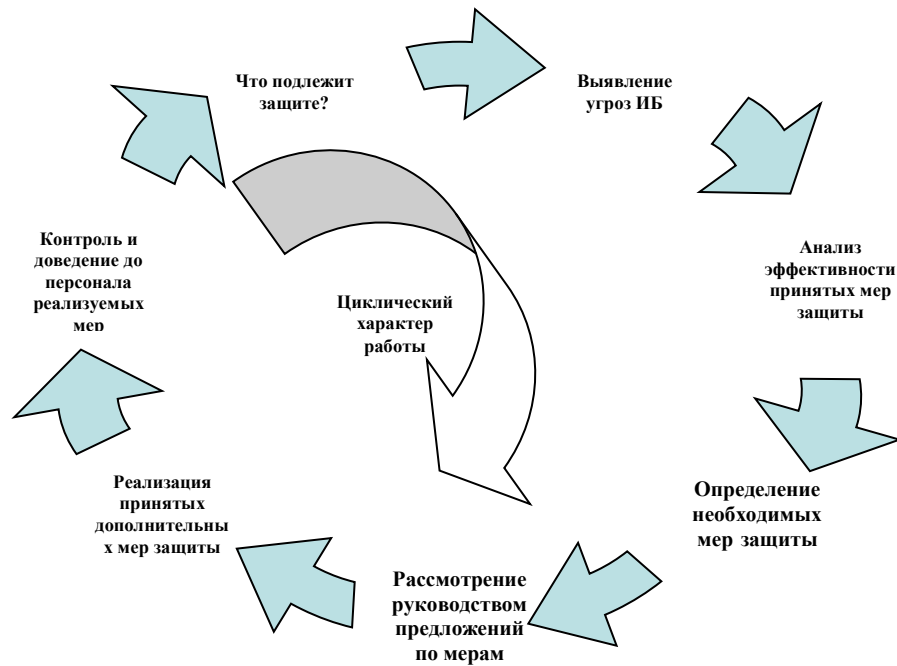 Что подлежит
защите?
Выявление
угроз ИБ
Анализ
эффективности
принятых мер
защиты
Определение
необходимых
мер защиты
Рассмотрение
руководством
предложений
по мерам
Реализация
принятых
дополнительны
х мер защиты
Контроль и
доведение до
персонала
реализуемых
мер
Циклический
характер
работы